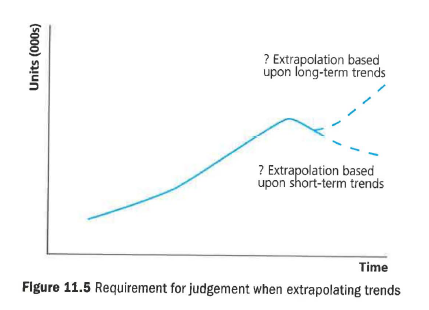 Units (000s)
? Extrapolation based
upon long-term trends
? Extrapolation based
upon short-term trends
Time
Figure 11.5 Requirement for judgement when extrapolating trends